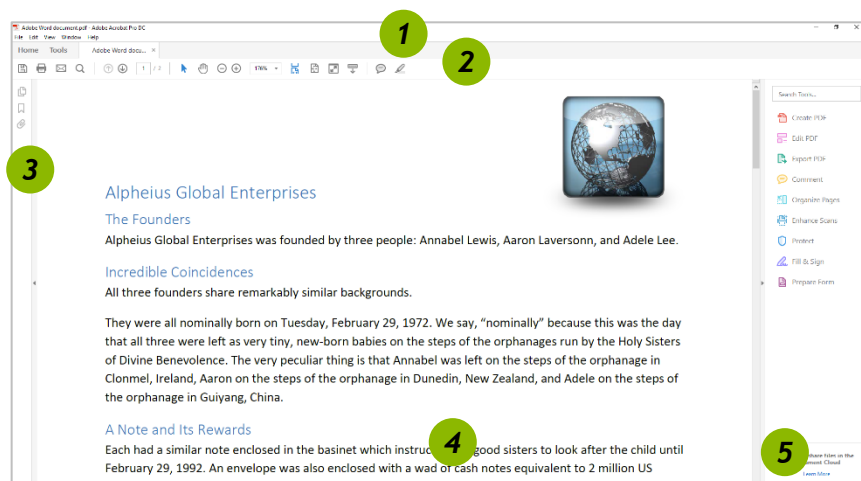 Adobe Word document.pdf - Adobe Acrobat Pro DC
File Edit View Window Help
1
Home Tools Adobe Word docu... ×
2
1 / 3 176%
Search Tools...
Create PDF
Edit PDF
Export PDF
Comment
Organize Pages
Enhance Scans
Protect
Fill & Sign
Prepare Form
3
Alpheius Global Enterprises
The Founders
Alpheius Global Enterprises was founded by three people: Annabel Lewis, Aaron Laversonn, and Adele Lee.
Incredible Coincidences
All three founders share remarkably similar backgrounds.
They were all nominally born on Tuesday, February 29, 1972. We say, “nominally” because this was the day
that all three were left as very tiny, new-born babies on the steps of the orphanages run by the Holy Sisters
of Divine Benevolence. The very peculiar thing is that Annabel was left on the steps of the orphanage in
Clonmel, Ireland, Aaron on the steps of the orphanage in Dunedin, New Zealand, and Adele on the steps of
the orphanage in Guiyang, China.
A Note and Its Rewards
Each had a similar note enclosed in the basinet which good sisters to look after the child until
4
February 29, 1992. An envelope was also enclosed with a wad of cash notes equivalent to 2 million US
5
files in the
Cloud
Learn More